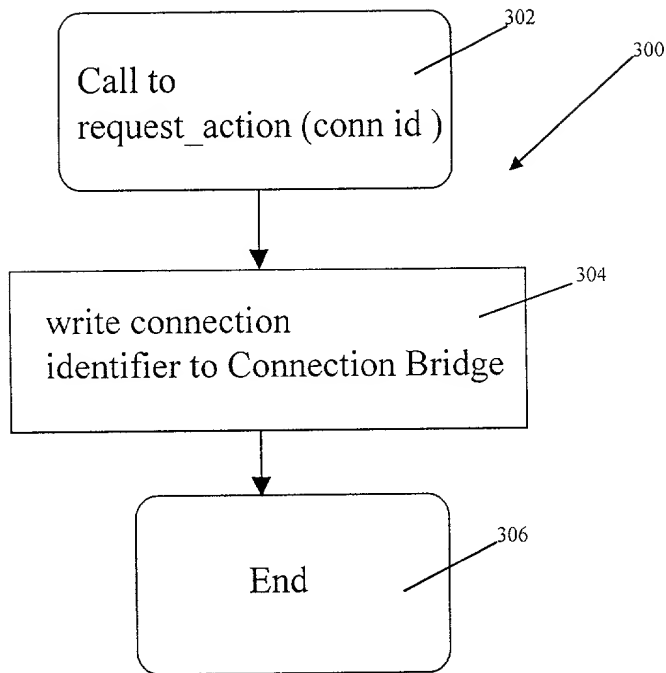 302
300
Call to
request_action (conn id )
304
write connection
identifier to Connection Bridge
306
End